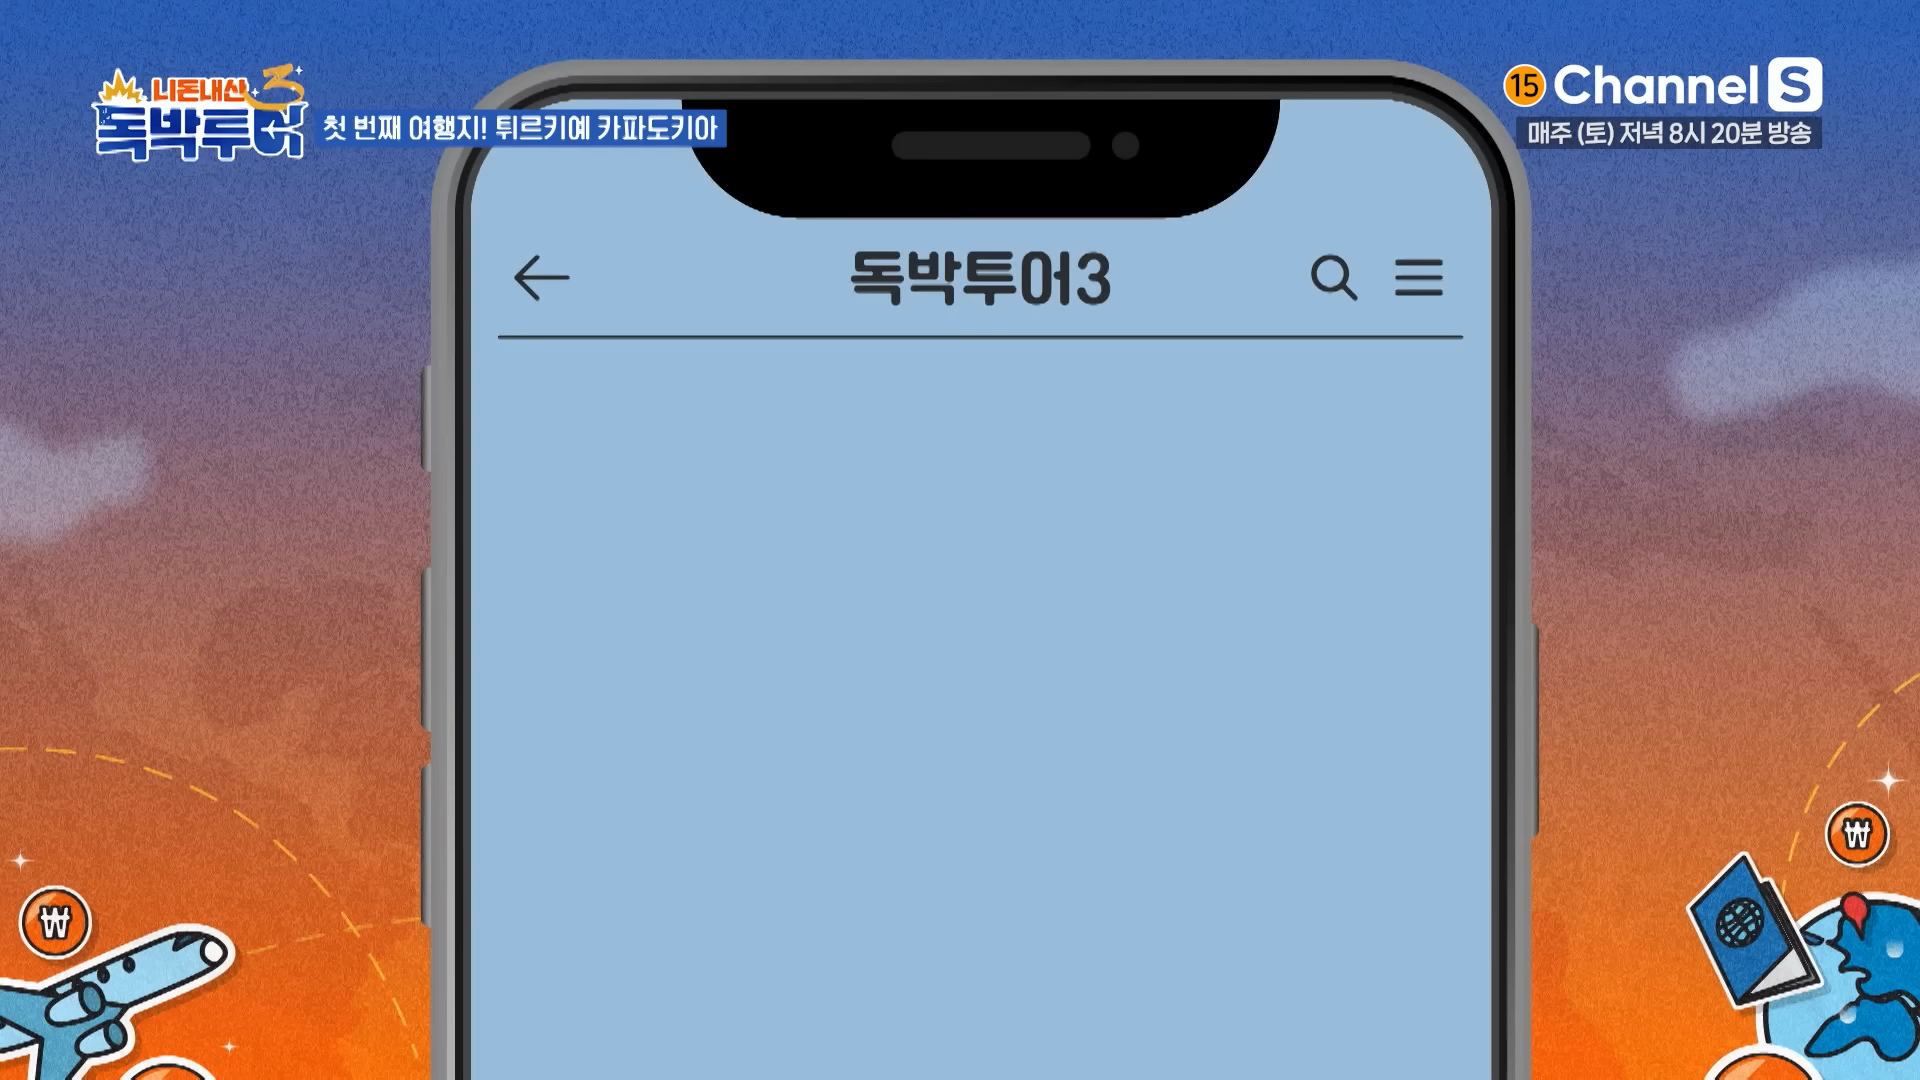 니돈내산
독박투어3
첫 번째 여행지! 튀르키예 카파도키아
15 Channel S
매주 (토) 저녁 8시 20분 방송
독박투어3
₩
₩